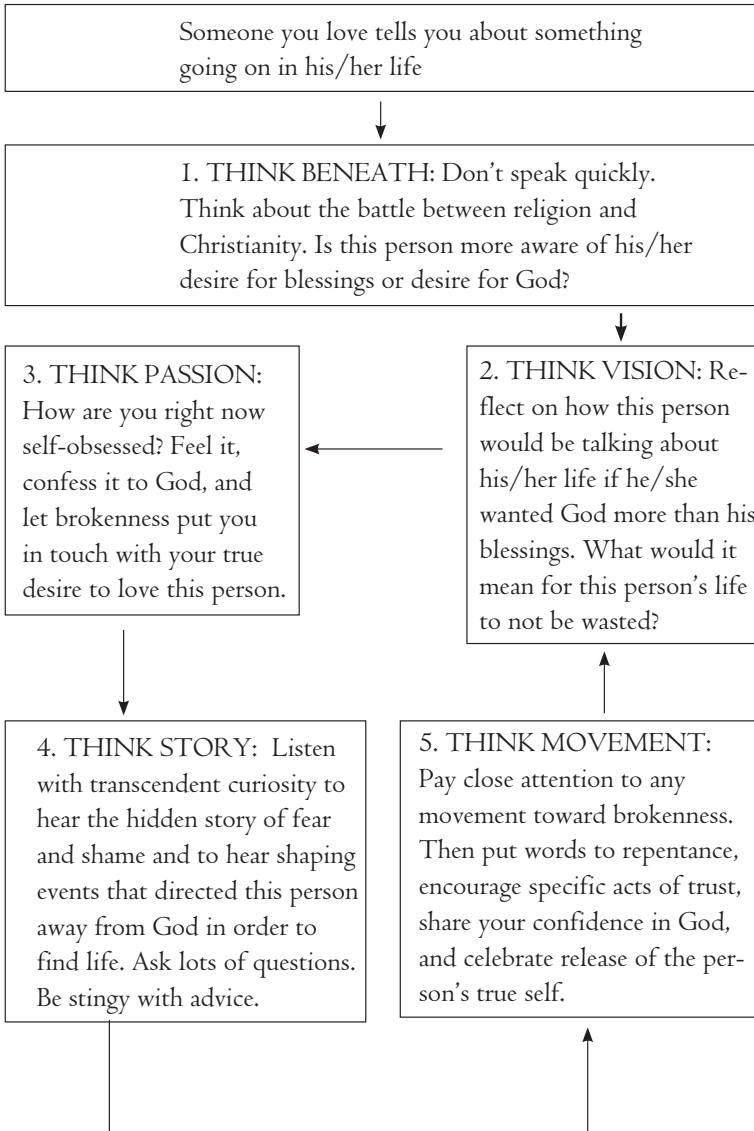 Someone you love tells you about something
going on in his/her life
1. THINK BENEATH: Don't speak quickly.
Think about the battle between religion and
Christianity. Is this person more aware of his/her
desire for blessings or desire for God?
2. THINK VISION: Re-
flect on how this person
would be talking about
his/her life if he/she
wanted God more than his
blessings. What would it
mean for this person's life
to not be wasted?
3. THINK PASSION:
How are you right now
self-obsessed? Feel it,
confess it to God, and
let brokenness put you
in touch with your true
desire to love this person.
4. THINK STORY: Listen
with transcendent curiosity to
hear the hidden story of fear
and shame and to hear shaping
events that directed this person
away from God in order to
find life. Ask lots of questions.
Be stingy with advice.
5. THINK MOVEMENT:
Pay close attention to any
movement toward brokenness.
Then put words to repentance,
encourage specific acts of trust,
share your confidence in God,
and celebrate release of the per-
son's true self.